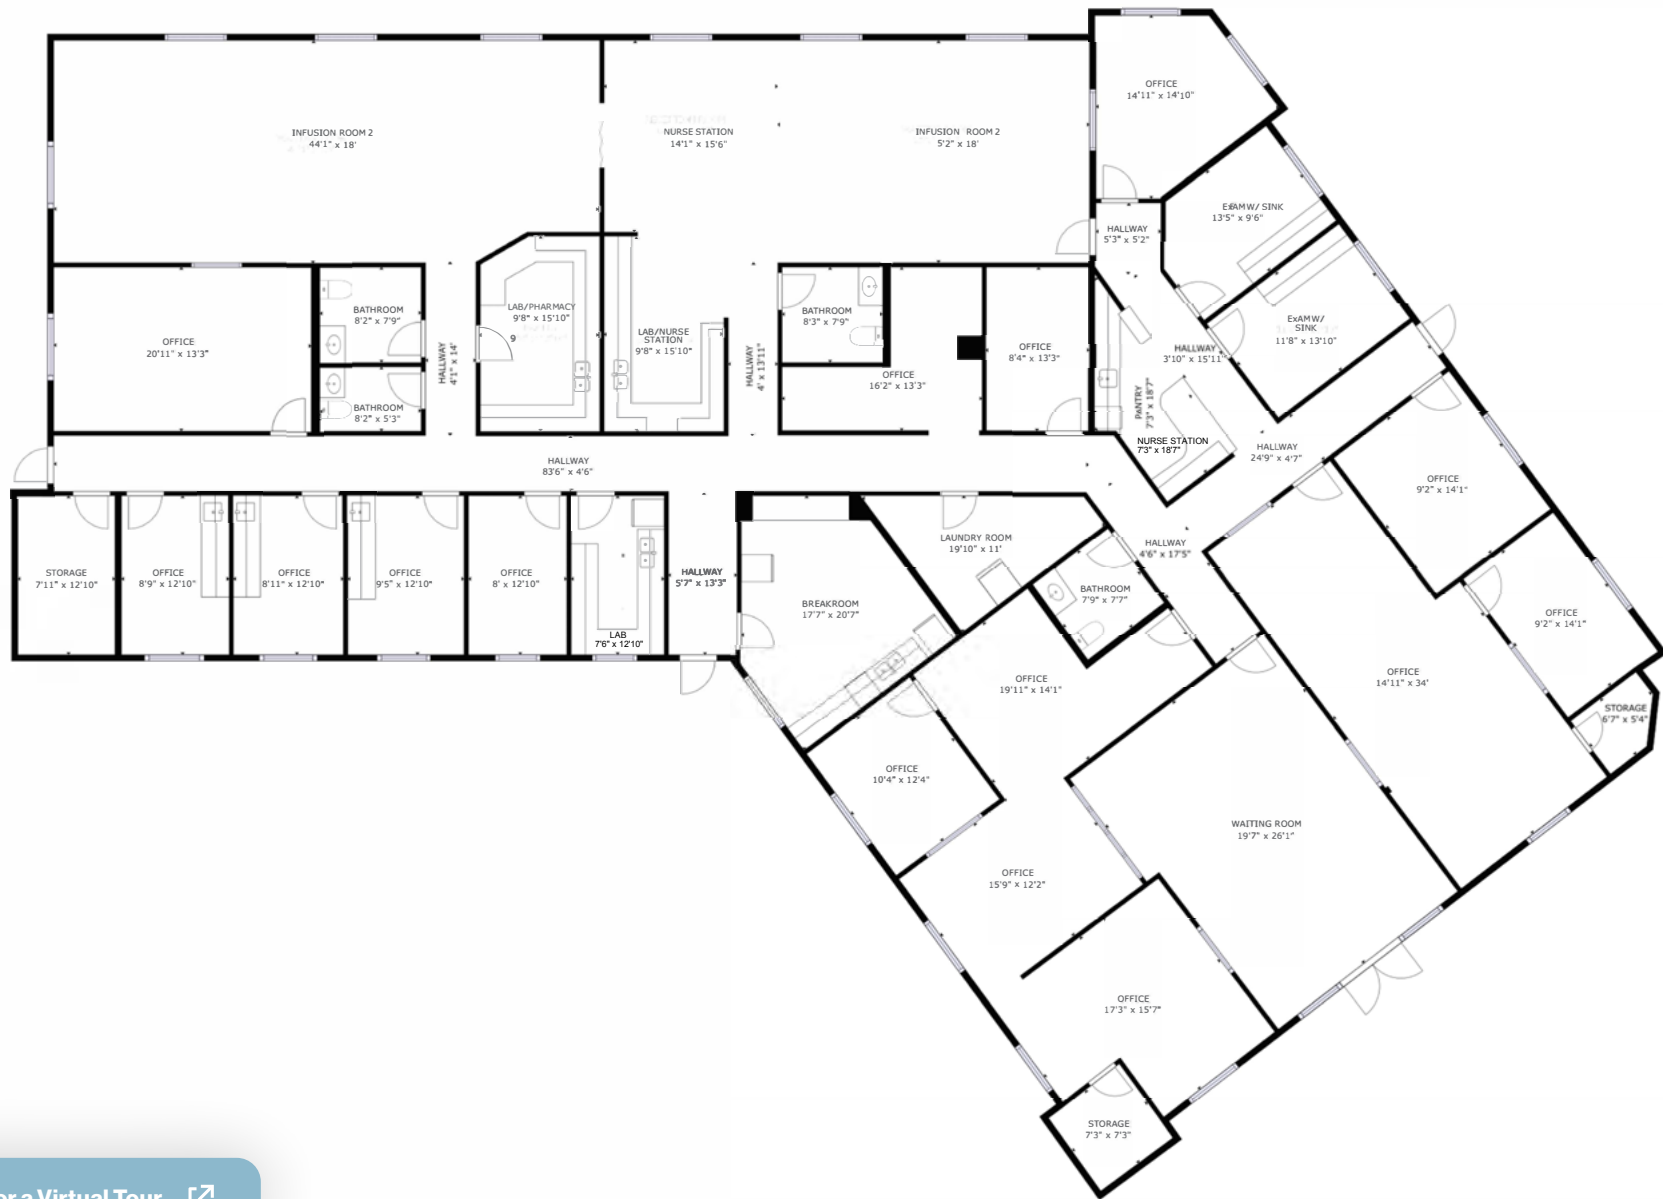 OFFICE
14'11" x 14'10"
INFUSION ROOM 2
44'1" x 18'
NURSE STATION
14'1" x 15'6"
INFUSION ROOM 2
5'2" x 18'
ExAMW/ SINK
13'5" x 9'6"
HALLWAY
5'3" x 5'2"
BATHROOM
8'2" x 7'9"
LAB/PHARMACY
9'8" x 15'10"
9
LAB/NURSE
STATION
9'8" x 15'10"
BATHROOM
8'3" x 7'9"
ExAMW/
SINK
11'8" x 13'10"
OFFICE
20'11" x 13'3"
HALLWAY
4'1" x 14'
HALLWAY
4' x 13'11"
OFFICE
8'4" x 13'3"
HALLWAY
3'10" x 15'11"
OFFICE
16'2" x 13'3"
PANTRY
7'3" x 18'7"
BATHROOM
8'2" x 5'3"
NURSE STATION
7'3" x 18'7"
HALLWAY
24'9" x 4'7"
HALLWAY
83'6" x 4'6"
OFFICE
9'2" x 14'1"
LAUNDRY ROOM
19'10" x 11'
HALLWAY
4'6" x 17'5"
STORAGE
7'11" x 12'10"
OFFICE
8'9" x 12'10"
OFFICE
8'11" x 12'10"
OFFICE
9'5" x 12'10"
OFFICE
8' x 12'10"
HALLWAY
5'7" x 13'3"
BATHROOM
7'9" x 7'7"
BREAKROOM
17'7" x 20'7"
OFFICE
9'2" x 14'1"
LAB
7'6" x 12'10"
OFFICE
19'11" x 14'1"
OFFICE
14'11" x 34'
STORAGE
6'7" x 5'4"
OFFICE
10'4" x 12'4"
WAITING ROOM
19'7" x 26'1"
OFFICE
15'9" x 12'2"
OFFICE
17'3" x 15'7"
STORAGE
7'3" x 7'3"
or a Virtual Tour